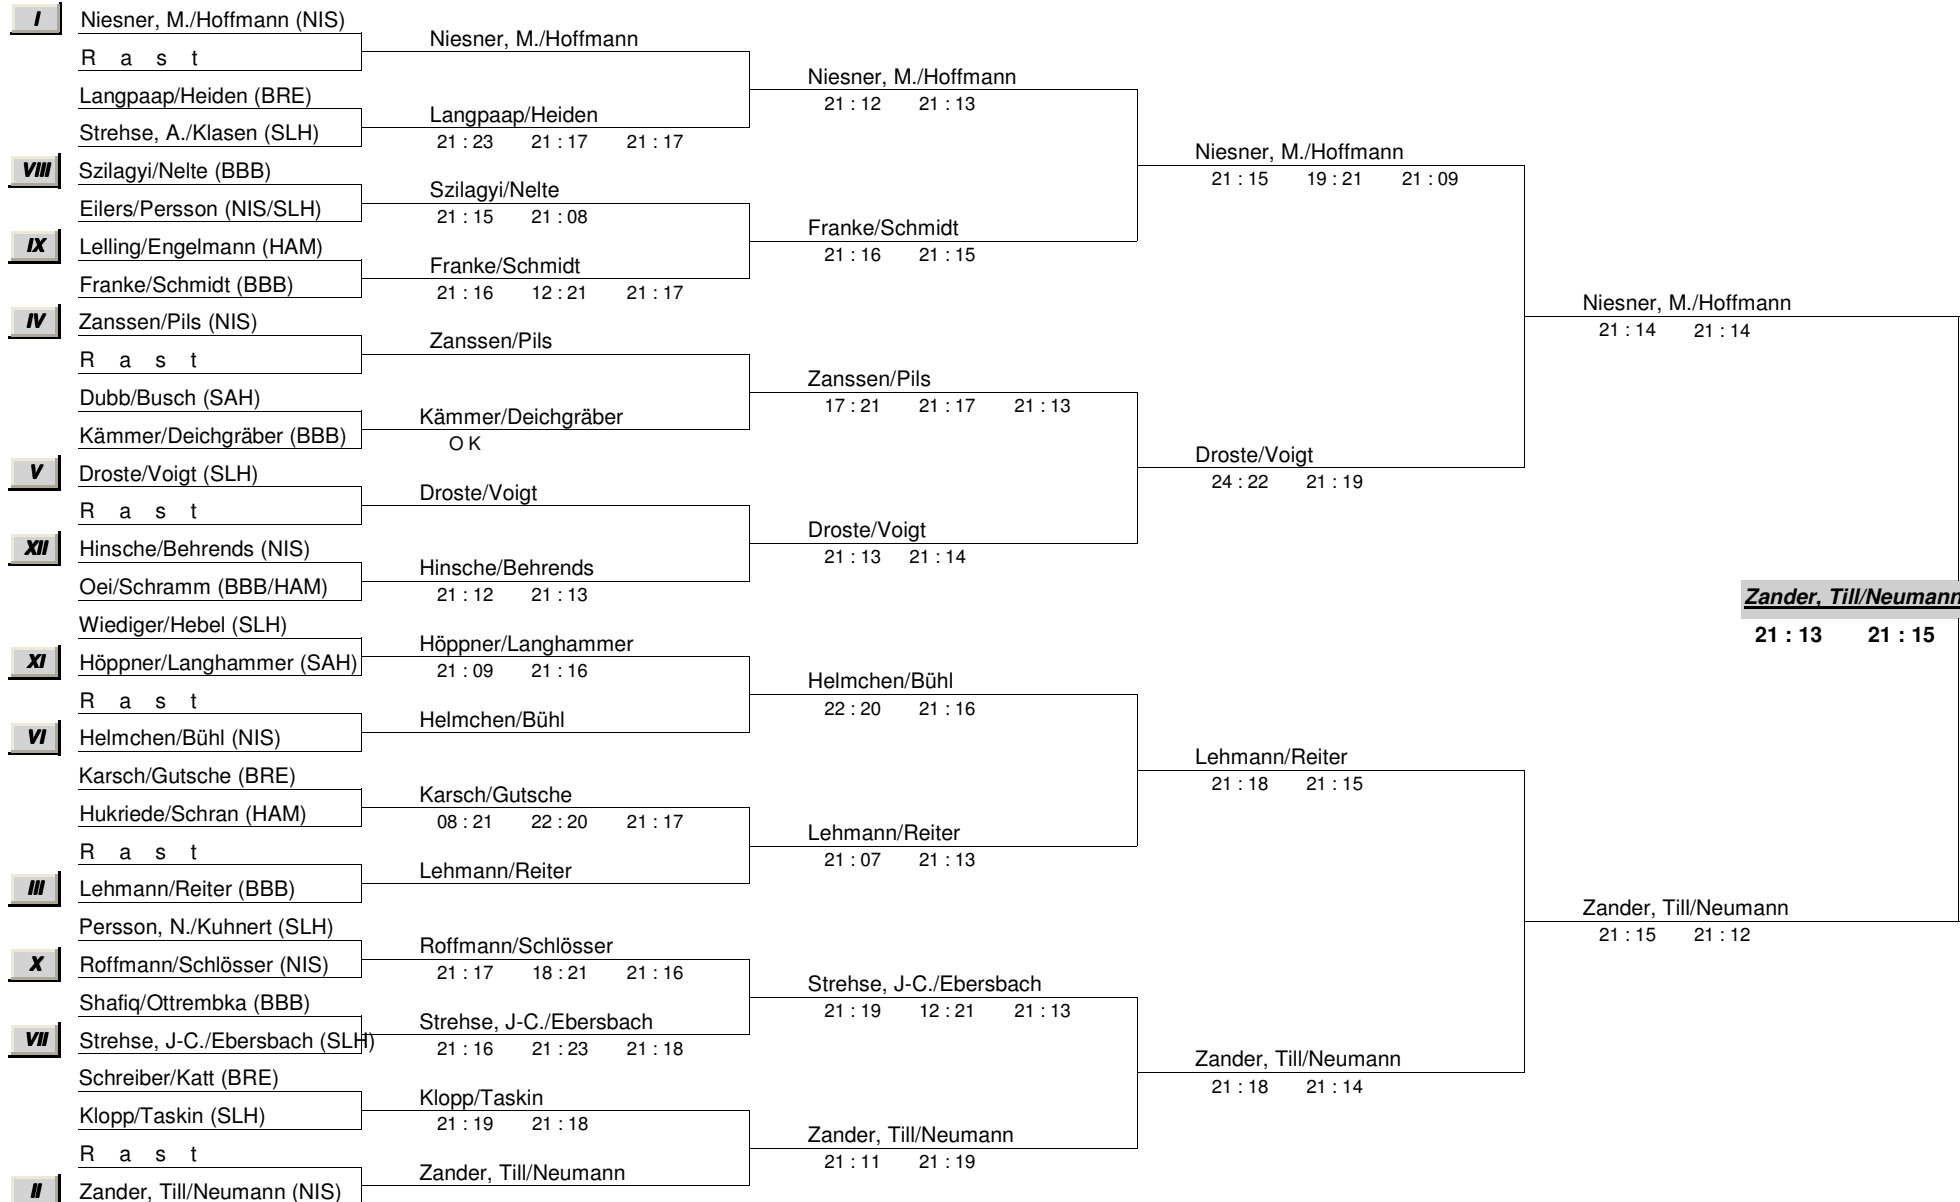 I Niesner, M./Hoffmann (NIS)
R a s t
Langpaap/Heiden (BRE)
Strehse, A./Klasen (SLH)
VIII Szilagyi/Nelte (BBB)
Eilers/Persson (NIS/SLH)
IX Lelling/Engelmann (HAM)
Franke/Schmidt (BBB)
IV Zanssen/Pils (NIS)
R a s t
Dubb/Busch (SAH)
Kämmer/Deichgräber (BBB)
V Droste/Voigt (SLH)
R a s t
XII Hinsche/Behrends (NIS)
Oei/Schramm (BBB/HAM)
Wiediger/Hebel (SLH)
XI Höppner/Langhammer (SAH)
R a s t
VI Helmchen/Bühl (NIS)
Karsch/Gutsche (BRE)
Hukriede/Schran (HAM)
R a s t
III Lehmann/Reiter (BBB)
Persson, N./Kuhnert (SLH)
X Roffmann/Schlösser (NIS)
Shafiq/Ottrembka (BBB)
VII Strehse, J-C./Ebersbach (SLH)
Schreiber/Katt (BRE)
Klopp/Taskin (SLH)
R a s t
II Zander, Till/Neumann (NIS)
Niesner, M./Hoffmann
Langpaap/Heiden
21 : 23 21 : 17 21 : 17
Szilagyi/Nelte
21 : 15 21 : 08
Franke/Schmidt
21 : 16 12 : 21 21 : 17
Zanssen/Pils
Kämmer/Deichgräber
O K
Droste/Voigt
Hinsche/Behrends
21 : 12 21 : 13
Höppner/Langhammer
21 : 09 21 : 16
Helmchen/Bühl
Karsch/Gutsche
08 : 21 22 : 20 21 : 17
Lehmann/Reiter
Roffmann/Schlösser
21 : 17 18 : 21 21 : 16
Strehse, J-C./Ebersbach
21 : 16 21 : 23 21 : 18
Klopp/Taskin
21 : 19 21 : 18
Zander, Till/Neumann
Niesner, M./Hoffmann
21 : 12 21 : 13
Franke/Schmidt
21 : 16 21 : 15
Zanssen/Pils
17 : 21 21 : 17 21 : 13
Droste/Voigt
21 : 13 21 : 14
Helmchen/Bühl
22 : 20 21 : 16
Lehmann/Reiter
21 : 07 21 : 13
Strehse, J-C./Ebersbach
21 : 19 12 : 21 21 : 13
Zander, Till/Neumann
21 : 11 21 : 19
Niesner, M./Hoffmann
21 : 15 19 : 21 21 : 09
Droste/Voigt
24 : 22 21 : 19
Lehmann/Reiter
21 : 18 21 : 15
Zander, Till/Neumann
21 : 18 21 : 14
Niesner, M./Hoffmann
21 : 14 21 : 14
Zander, Till/Neumann
21 : 15 21 : 12
Zander, Till/Neumann
21 : 13 21 : 15